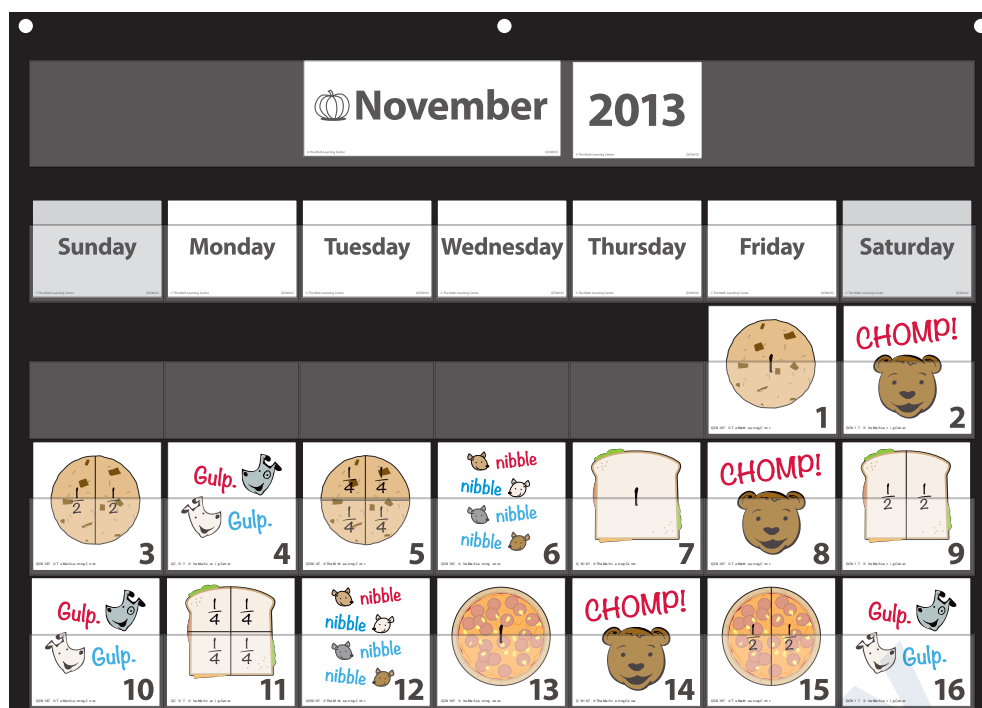 November
2013
Sunday Monday Tuesday Wednesday Thursday Friday Saturday
1
1
CHOMP!
2
1/2 1/2
3
Gulp.
Gulp.
4
1/4 1/4
1/4 1/4
5
nibble
nibble
nibble
nibble
6
1
7
CHOMP!
8
1/2 1/2
9
Gulp.
Gulp.
10
1/4 1/4
1/4 1/4
11
nibble
nibble
nibble
nibble
12
1
13
CHOMP!
14
1/2 1/2
15
Gulp.
Gulp.
16